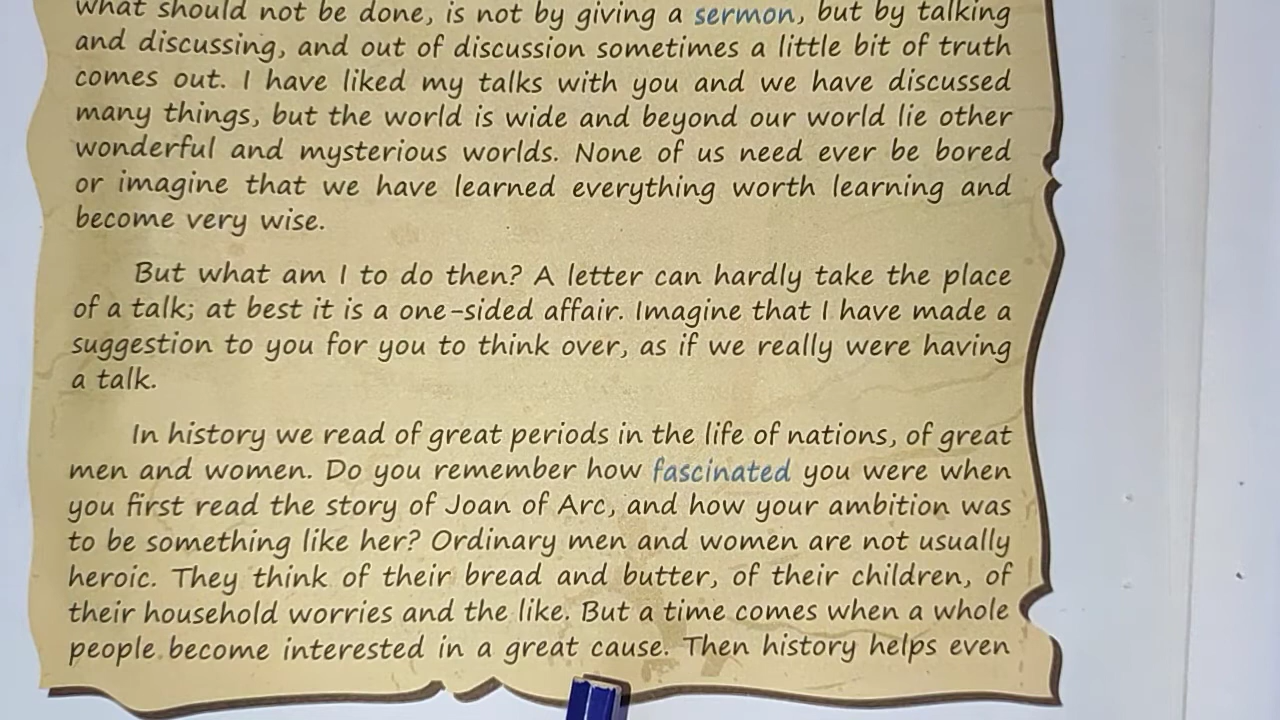 what should not be done, is not by giving a sermon, but by talking
and discussing, and out of discussion sometimes a little bit of truth
comes out. I have liked my talks with you and we have discussed
many things, but the world is wide and beyond our world lie other
wonderful and mysterious worlds. None of us need ever be bored
or imagine that we have learned everything worth learning and
become very wise.
But what am I to do then? A letter can hardly take the place
of a talk; at best it is a one-sided affair. Imagine that I have made a
suggestion to you for you to think over, as if we really were having
a talk.
In history we read of great periods in the life of nations, of great
men and women. Do you remember how fascinated you were when
you first read the story of Joan of Arc, and how your ambition was
to be something like her? Ordinary men and women are not usually
heroic. They think of their bread and butter, of their children, of
their household worries and the like. But a time comes when a whole
people become interested in a great cause. Then history helps even